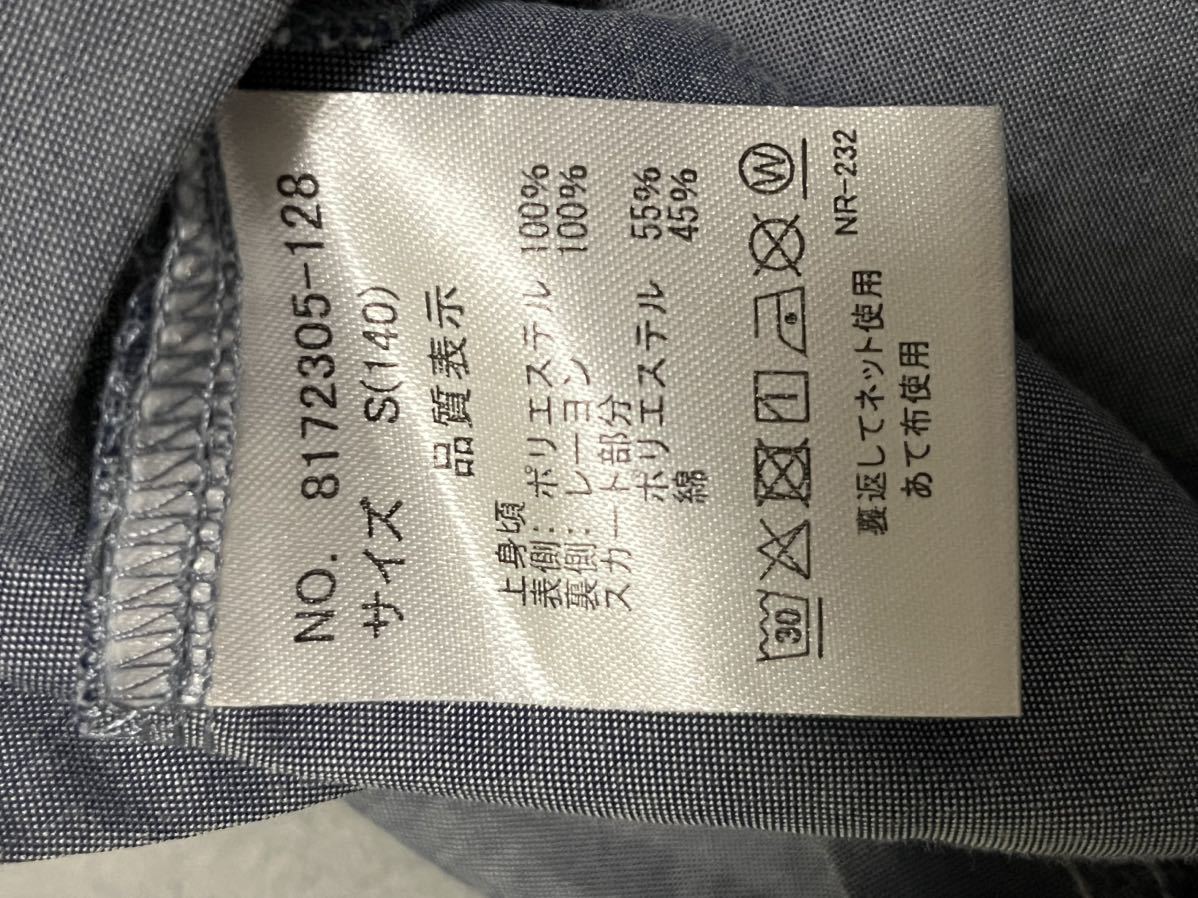 NO. 8172305-128
サイズ S(140)
品質表示
上身頃
表側: ポリエステル 100%
裏側: レーヨン 100%
スカート部分
ポリエステル 55%
綿 45%
30 W
裏返してネット使用 NR-232
あて布使用